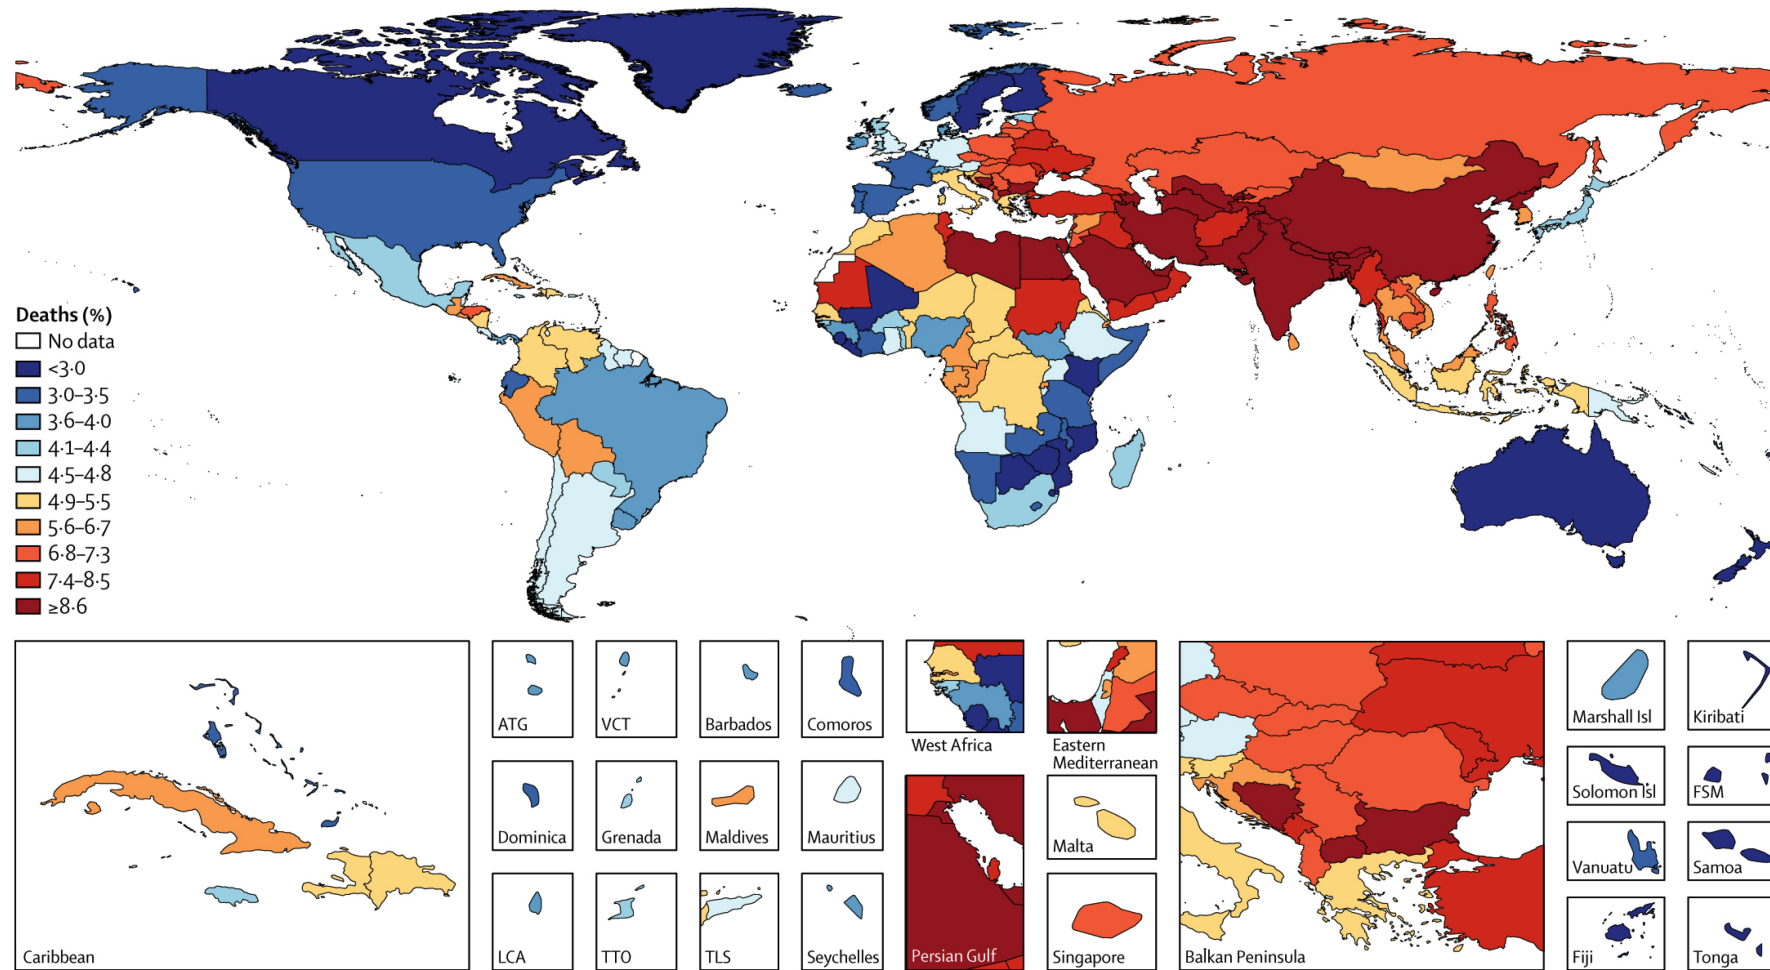 Deaths (%)
No data
<3·0
3·0–3·5
3·6–4·0
4·1–4·4
4·5–4·8
4·9–5·5
5·6–6·7
6·8–7·3
7·4–8·5
≥8·6
Caribbean
ATG
VCT
Barbados
Comoros
Dominica
Grenada
Maldives
Mauritius
LCA
TTO
TLS
Seychelles
West Africa
Eastern
Mediterranean
Persian Gulf
Malta
Singapore
Balkan Peninsula
Marshall Isl
Kiribati
Solomon Isl
FSM
Vanuatu
Samoa
Fiji
Tonga